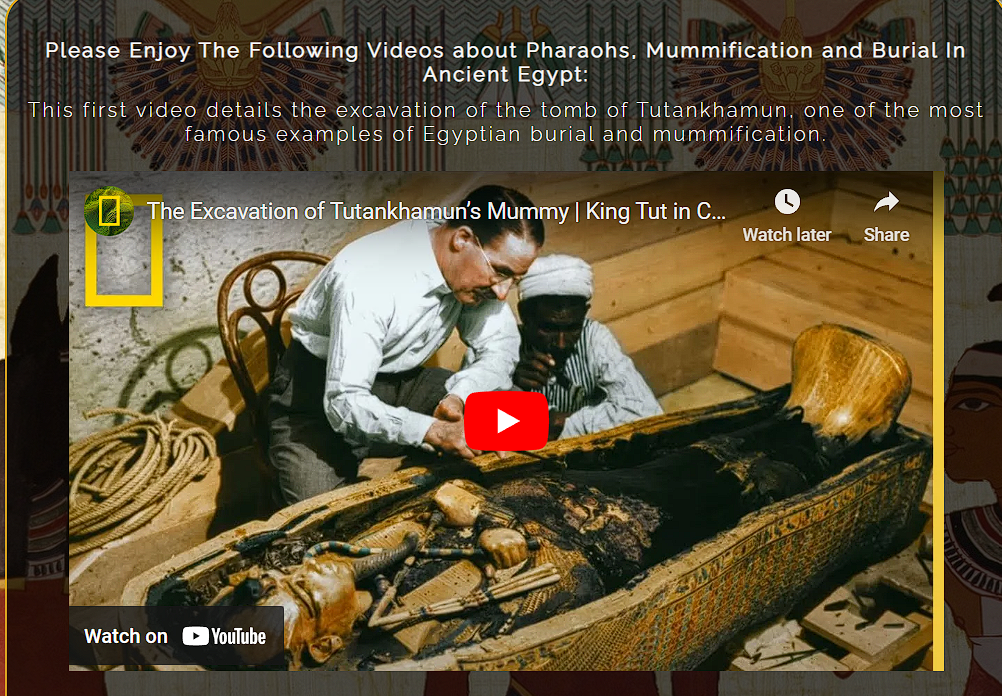 Please Enjoy The Following Videos about Pharaohs, Mummification and Burial In
Ancient Egypt:
This first video details the excavation of the tomb of Tutankhamun, one of the most
famous examples of Egyptian burial and mummification.
The Excavation of Tutankhamun’s Mummy | King Tut in C...
Watch later
Share
Watch on YouTube